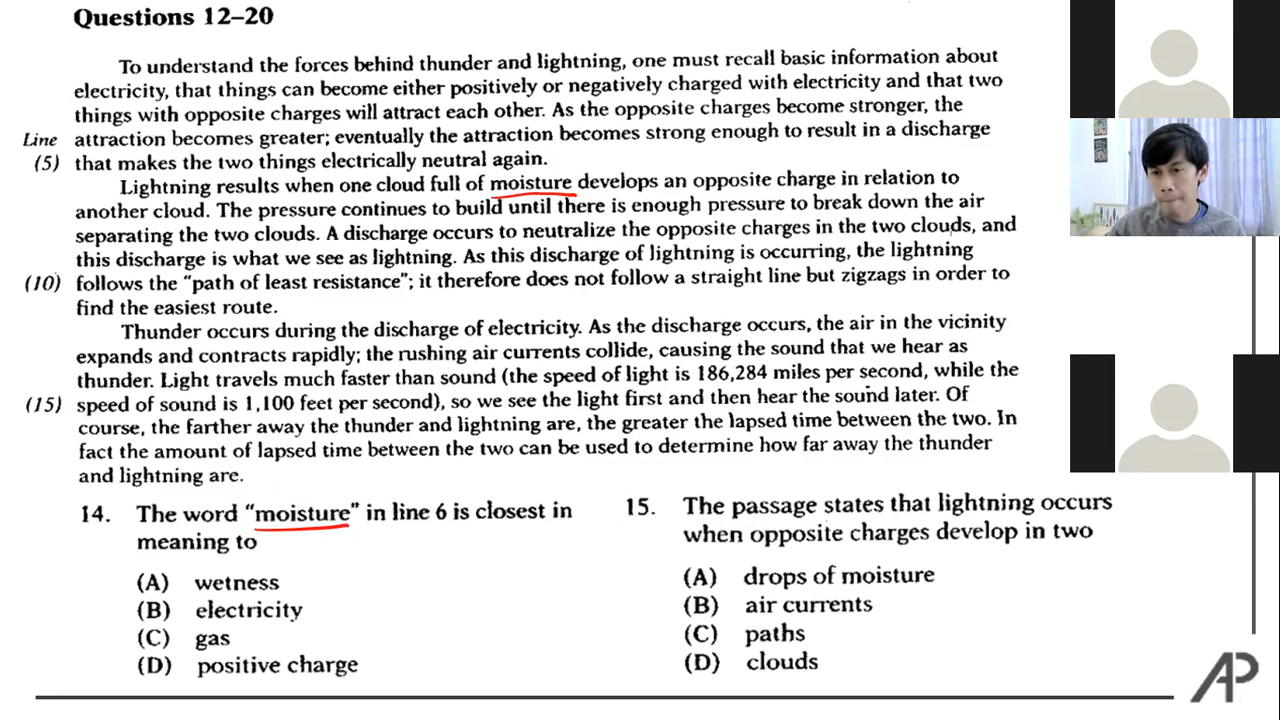 Questions 12–20
To understand the forces behind thunder and lightning, one must recall basic information about
electricity, that things can become either positively or negatively charged with electricity and that two
things with opposite charges will attract each other. As the opposite charges become stronger, the
Line attraction becomes greater; eventually the attraction becomes strong enough to result in a discharge
(5) that makes the two things electrically neutral again.
Lightning results when one cloud full of moisture develops an opposite charge in relation to
another cloud. The pressure continues to build until there is enough pressure to break down the air
separating the two clouds. A discharge occurs to neutralize the opposite charges in the two clouds, and
this discharge is what we see as lightning. As this discharge of lightning is occurring, the lightning
(10) follows the “path of least resistance”; it therefore does not follow a straight line but zigzags in order to
find the easiest route.
Thunder occurs during the discharge of electricity. As the discharge occurs, the air in the vicinity
expands and contracts rapidly; the rushing air currents collide, causing the sound that we hear as
thunder. Light travels much faster than sound (the speed of light is 186,284 miles per second, while the
(15) speed of sound is 1,100 feet per second), so we see the light first and then hear the sound later. Of
course, the farther away the thunder and lightning are, the greater the lapsed time between the two. In
fact the amount of lapsed time between the two can be used to determine how far away the thunder
and lightning are.
14. The word “moisture” in line 6 is closest in
meaning to
(A) wetness
(B) electricity
(C) gas
(D) positive charge
15. The passage states that lightning occurs
when opposite charges develop in two
(A) drops of moisture
(B) air currents
(C) paths
(D) clouds
AP